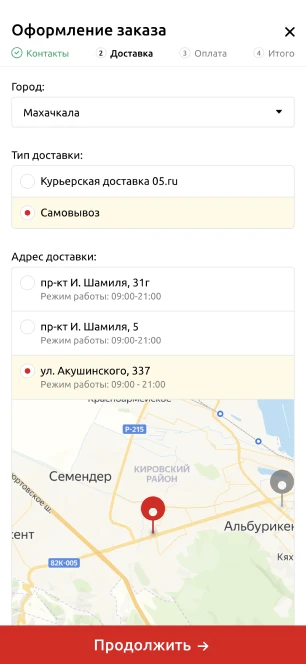 Оформление заказа
Контакты
2 Доставка
3 Оплата
4 Итого
Город:
Махачкала
Тип доставки:
Курьерская доставка 05.ru
Самовывоз
Адрес доставки:
пр-кт И. Шамиля, 31г
Режим работы: 09:00-21:00
пр-кт И. Шамиля, 5
Режим работы: 09:00-21:00
ул. Акушинского, 337
Режим работы: 09:00 - 21:00
Красноармейское
Р-215
Семендер
КИРОВСКИЙ
РАЙОН
ортовское ш.
Альбурикен
кент
Кях
82К-005
Продолжить →